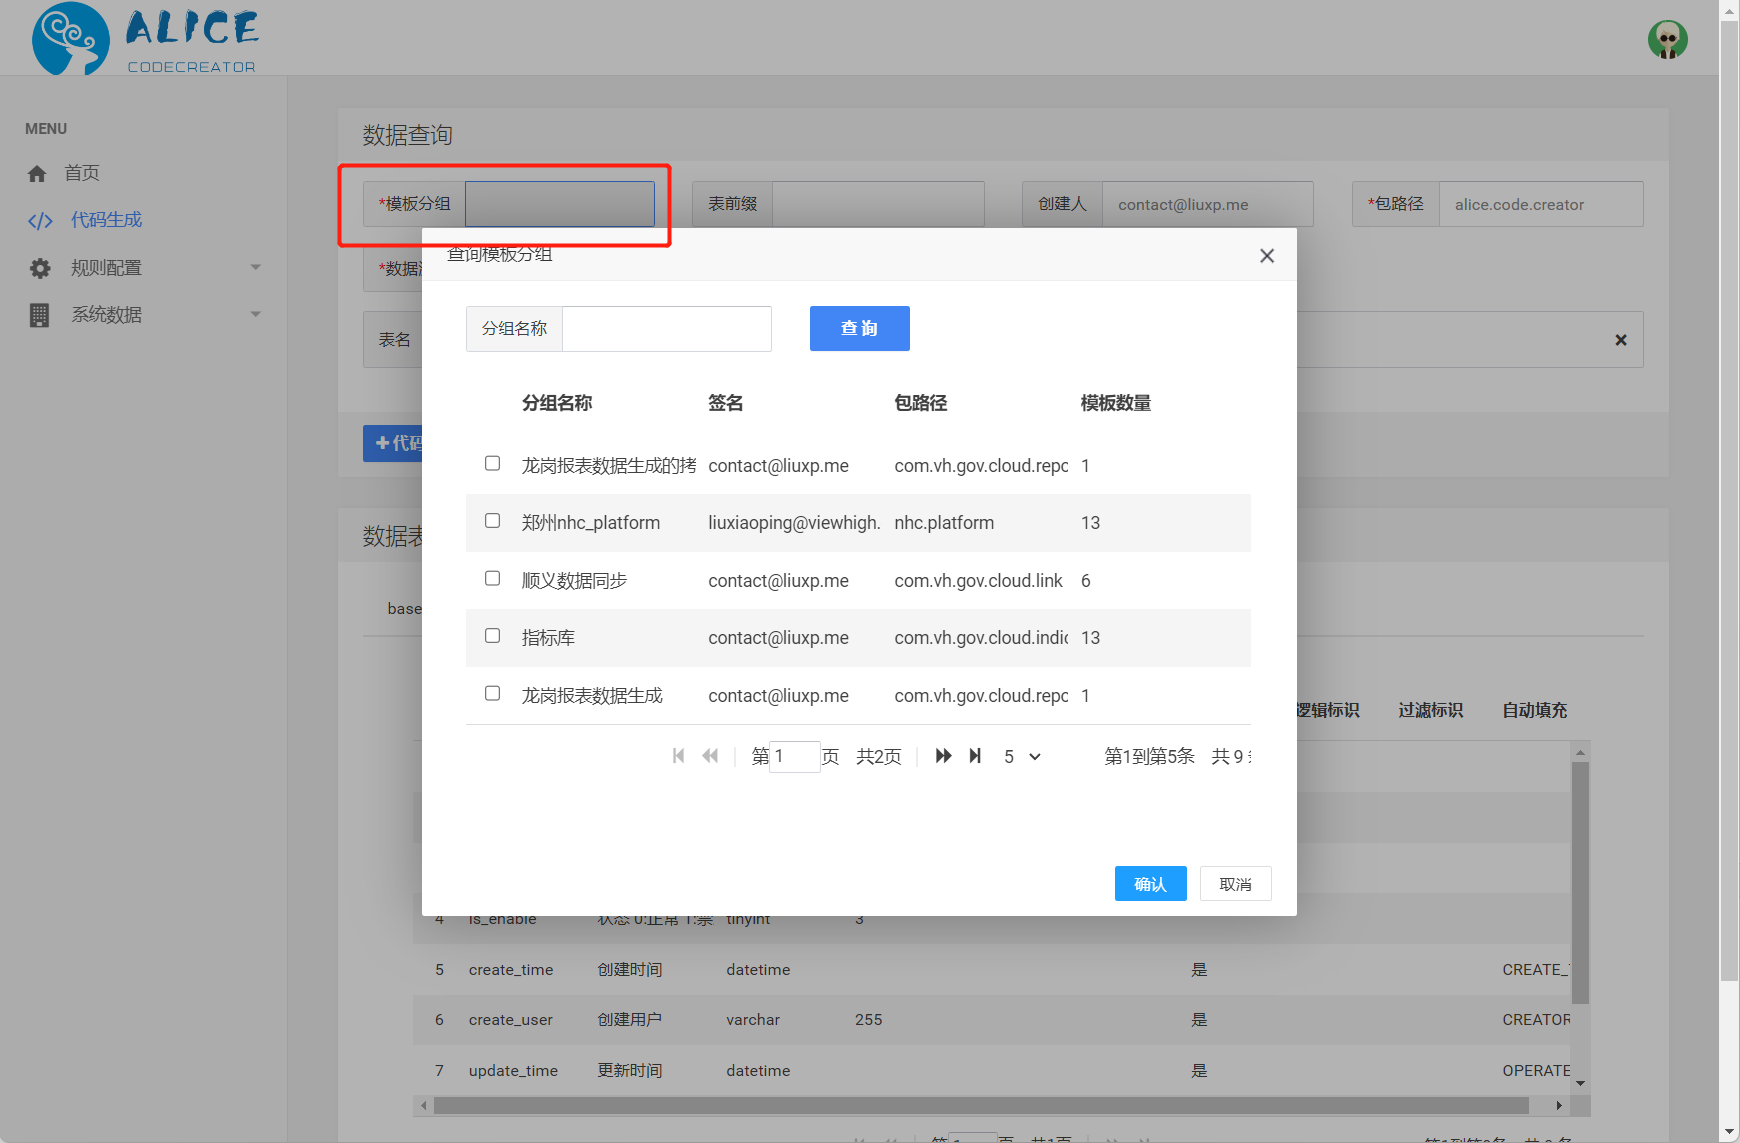 ALICE
CODECREATOR
MENU
首页
代码生成
规则配置
系统数据
数据查询
*模板分组
表前缀
创建人 contact@liuxp.me
*包路径 alice.code.creator
*数据
表名
代码
查询模板分组
分组名称 查 询
分组名称 签名 包路径 模板数量
龙岗报表数据生成的拷 contact@liuxp.me com.vh.gov.cloud.repo 1
郑州nhc_platform liuxiaoping@viewhigh. nhc.platform 13
顺义数据同步 contact@liuxp.me com.vh.gov.cloud.link 6
指标库 contact@liuxp.me com.vh.gov.cloud.indic 13
龙岗报表数据生成 contact@liuxp.me com.vh.gov.cloud.repo 1
第 1 页 共2页 5 第1到第5条 共 9
确认 取消
数据表
base
逻辑标识 过滤标识 自动填充
4 is_enable 状态 0:正常 1:禁 tinyint 3
5 create_time 创建时间 datetime 是 CREATE_
6 create_user 创建用户 varchar 255 是 CREATOR
7 update_time 更新时间 datetime 是 OPERATE